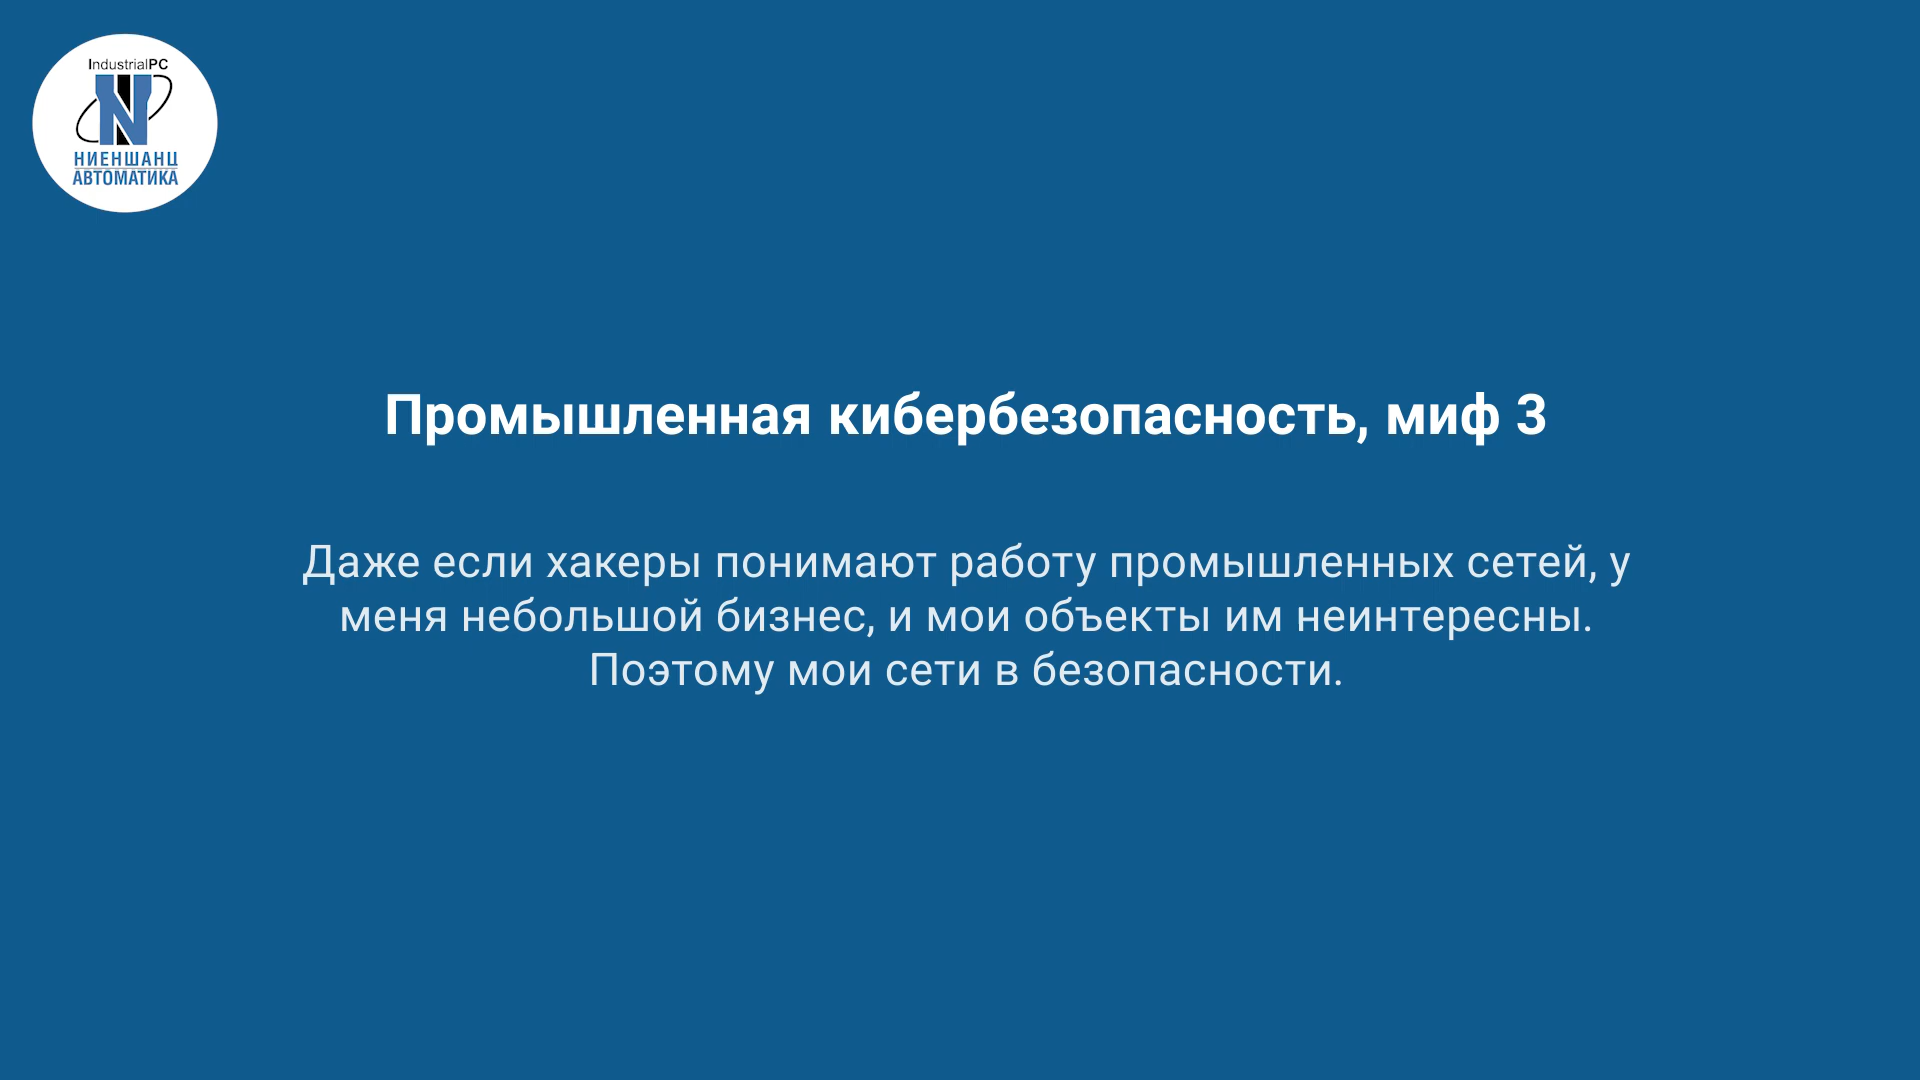 IndustrialPC
НИЕНШАНЦ
АВТОМАТИКА
Промышленная кибербезопасность, миф 3
Даже если хакеры понимают работу промышленных сетей, у
меня небольшой бизнес, и мои объекты им неинтересны.
Поэтому мои сети в безопасности.